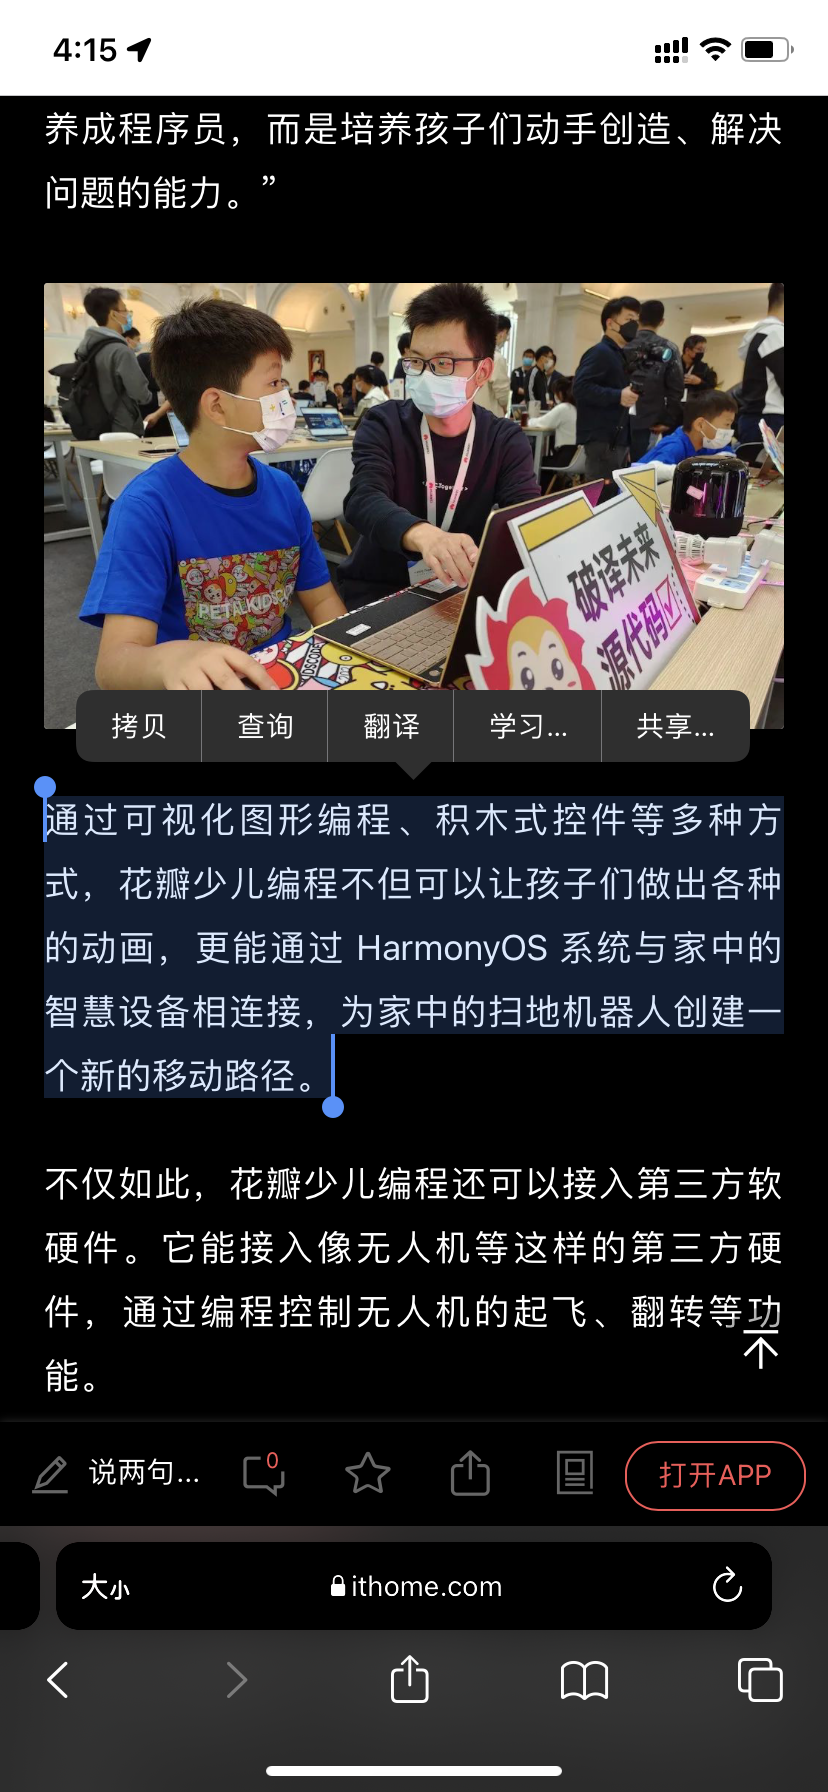 4:15
养成程序员，而是培养孩子们动手创造、解决
问题的能力。”
PETALKIDS.CO
破译未来
源代码
拷贝 查询 翻译 学习... 共享...
通过可视化图形编程、积木式控件等多种方
式，花瓣少儿编程不但可以让孩子们做出各种
的动画，更能通过 HarmonyOS 系统与家中的
智慧设备相连接，为家中的扫地机器人创建一
个新的移动路径。
不仅如此，花瓣少儿编程还可以接入第三方软
硬件。它能接入像无人机等这样的第三方硬
件，通过编程控制无人机的起飞、翻转等功
能。
说两句... 0 打开APP
大小 ithome.com